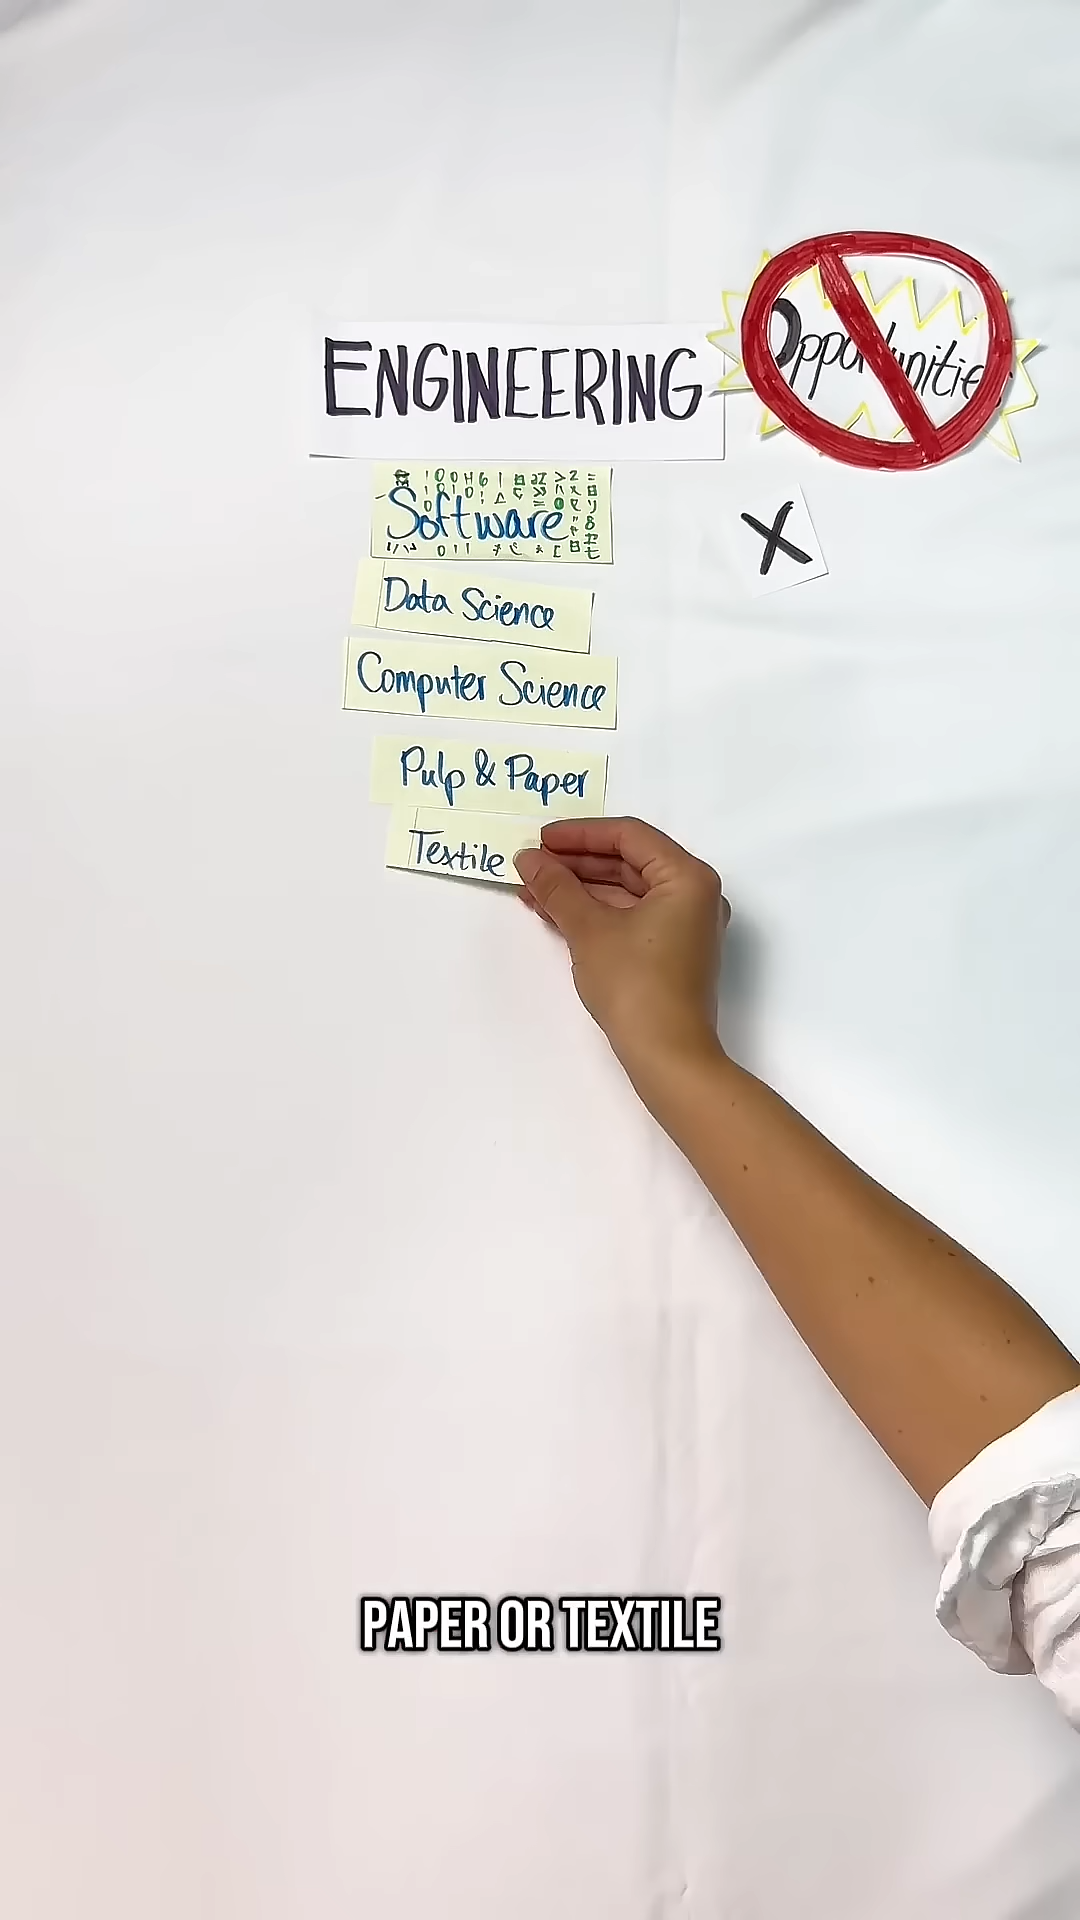 ENGINEERING
Opportunities
Software
X
Data Science
Computer Science
Pulp & Paper
Textile
PAPER OR TEXTILE